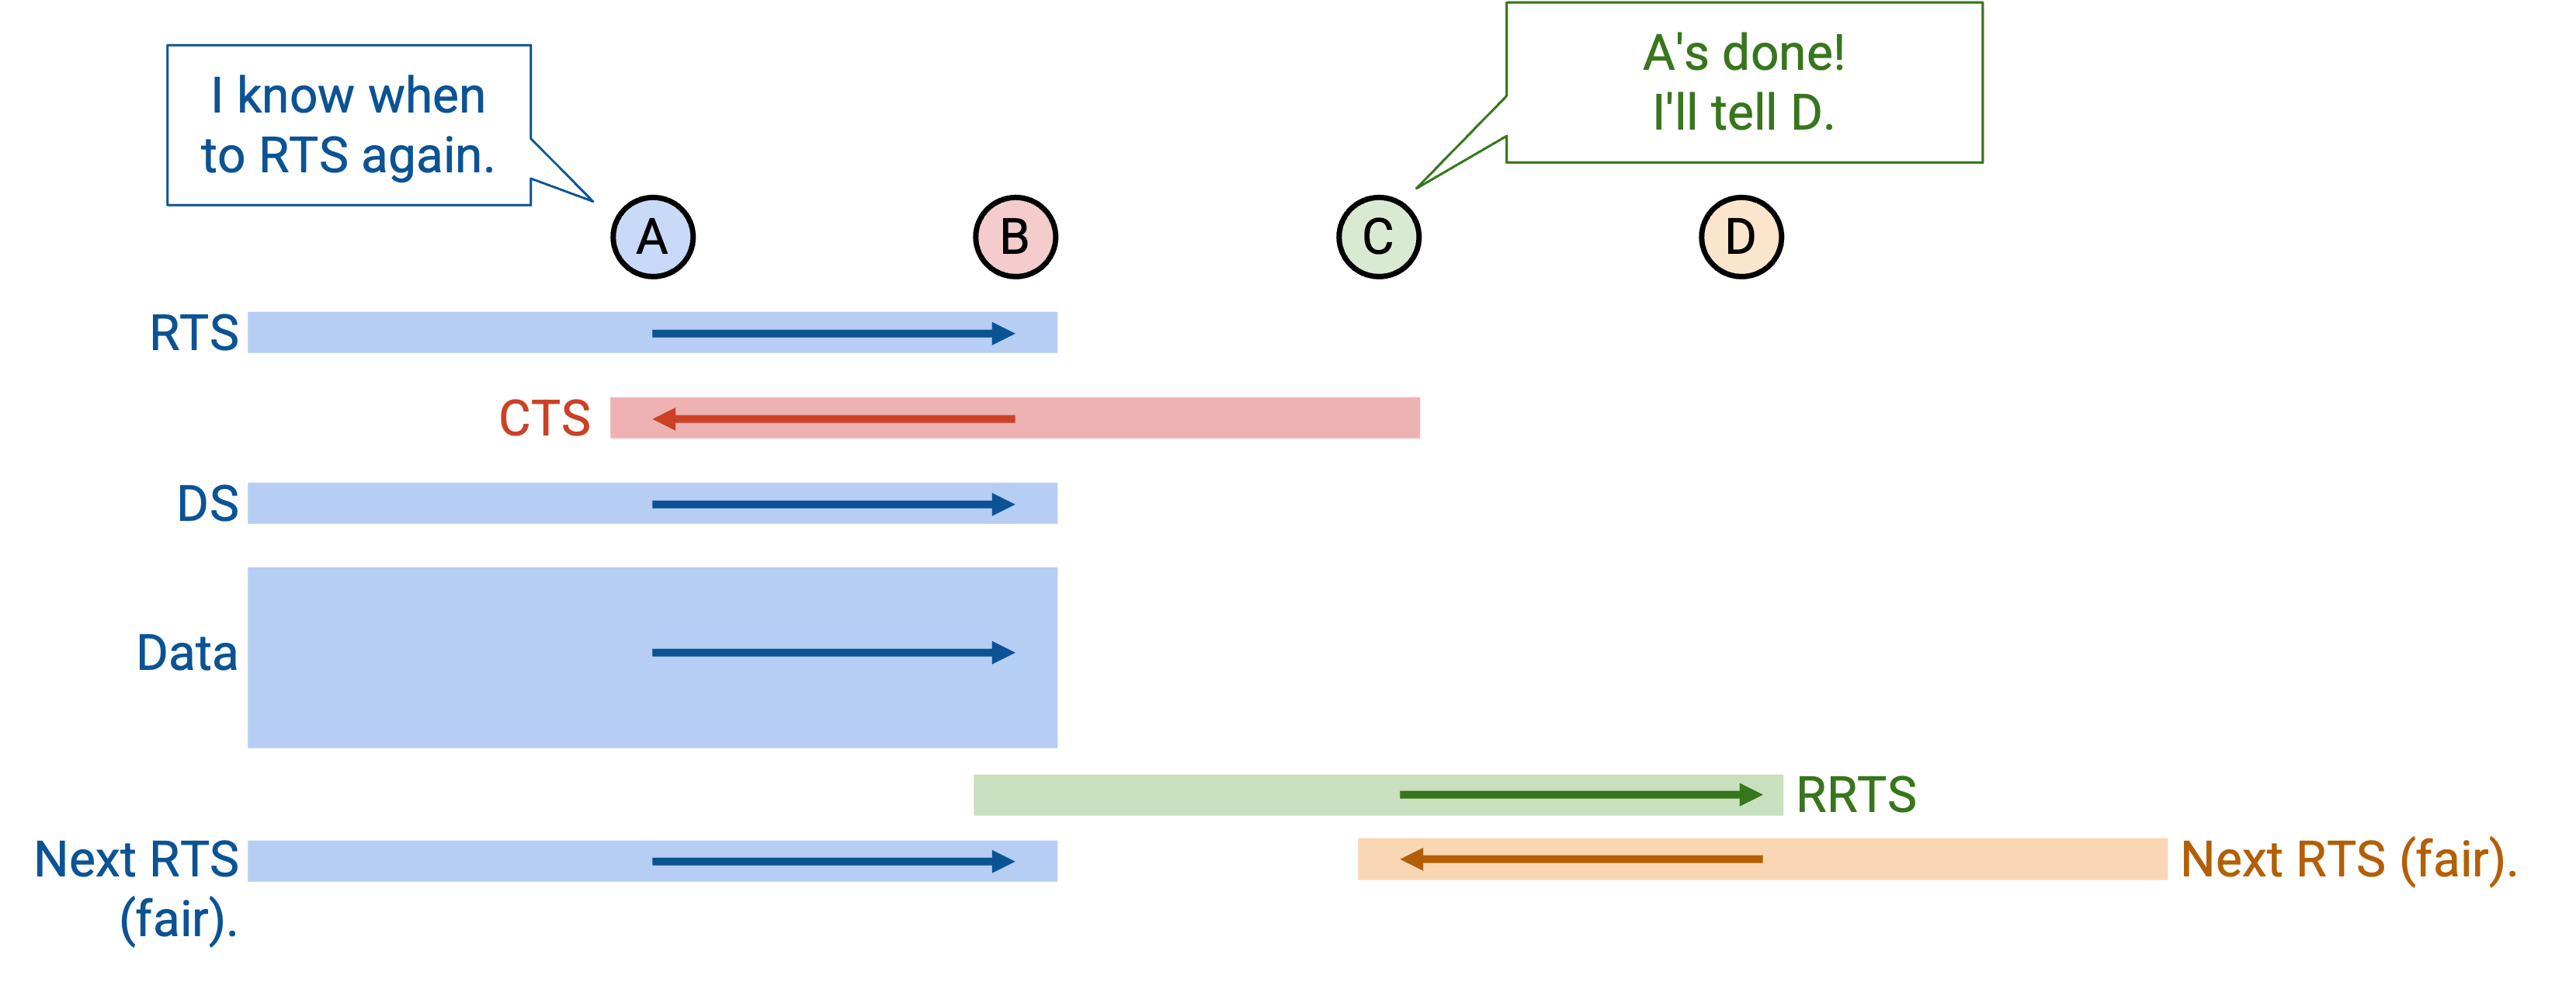 I know when
to RTS again.
A's done!
I'll tell D.
A
B
C
D
RTS
CTS
DS
Data
RRTS
Next RTS
(fair).
Next RTS (fair).